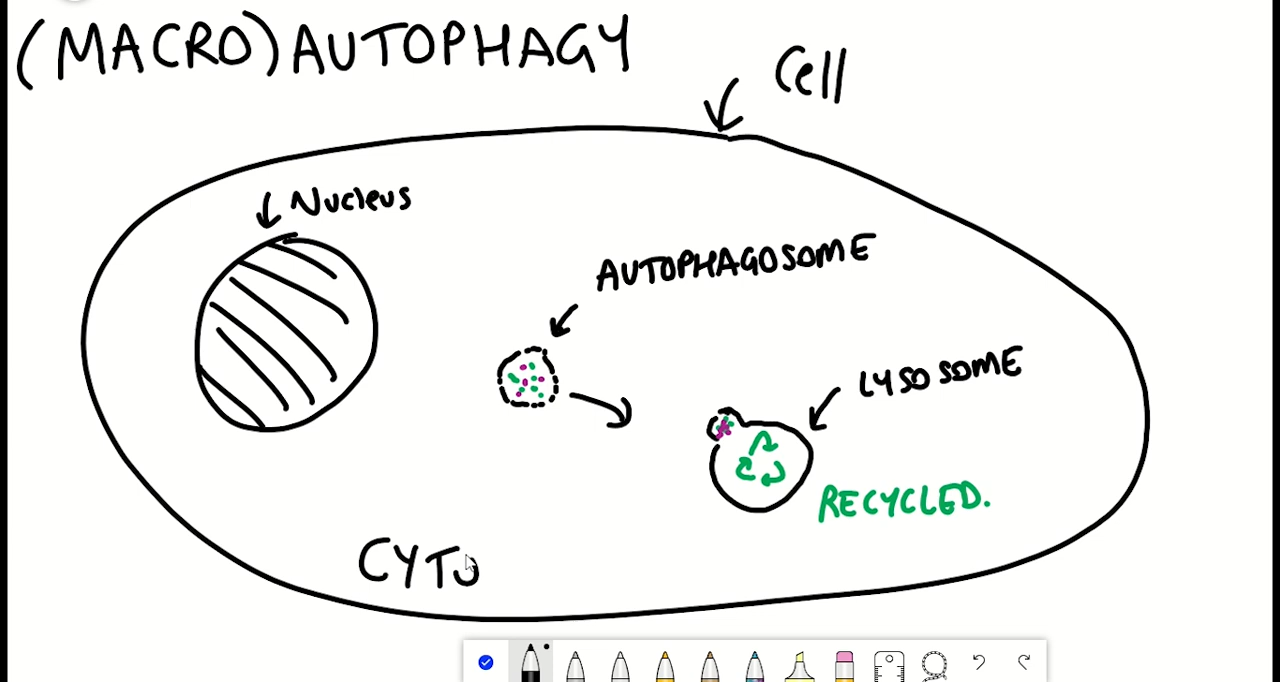 (MACRO)AUTOPHAGY
Cell
Nucleus
AUTOPHAGOSOME
LYSOSOME
RECYCLED.
CYTO